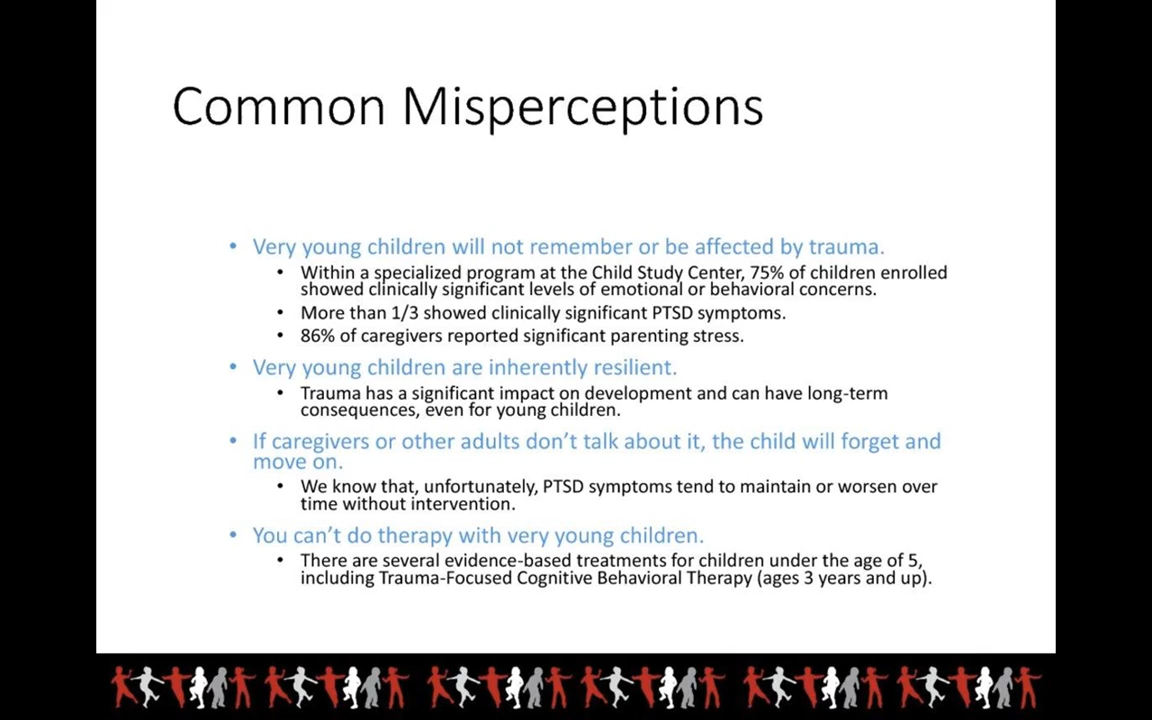 Common Misperceptions
• Very young children will not remember or be affected by trauma.
• Within a specialized program at the Child Study Center, 75% of children enrolled
showed clinically significant levels of emotional or behavioral concerns.
• More than 1/3 showed clinically significant PTSD symptoms.
• 86% of caregivers reported significant parenting stress.
• Very young children are inherently resilient.
• Trauma has a significant impact on development and can have long-term
consequences, even for young children.
• If caregivers or other adults don’t talk about it, the child will forget and
move on.
• We know that, unfortunately, PTSD symptoms tend to maintain or worsen over
time without intervention.
• You can’t do therapy with very young children.
• There are several evidence-based treatments for children under the age of 5,
including Trauma-Focused Cognitive Behavioral Therapy (ages 3 years and up).